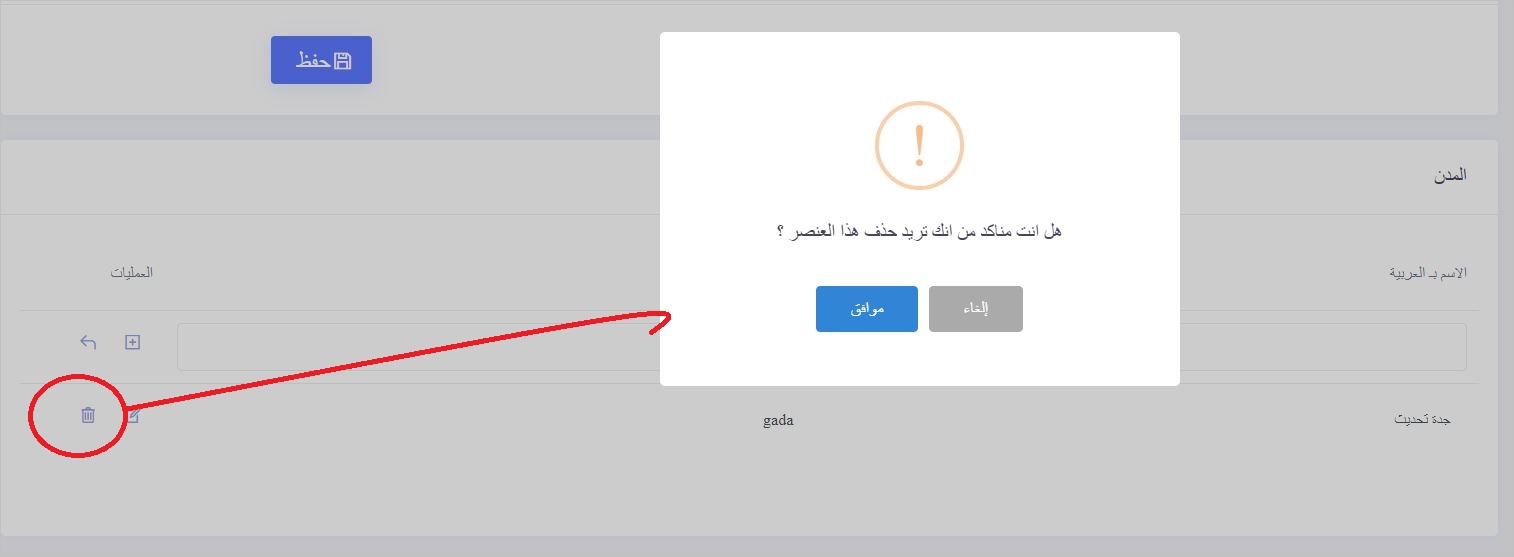 حفظ
المدن
هل انت متاكد من انك تريد حذف هذا العنصر ؟
إلغاء
موافق
الاسم بـ العربية
العمليات
جدة تحديث
gada